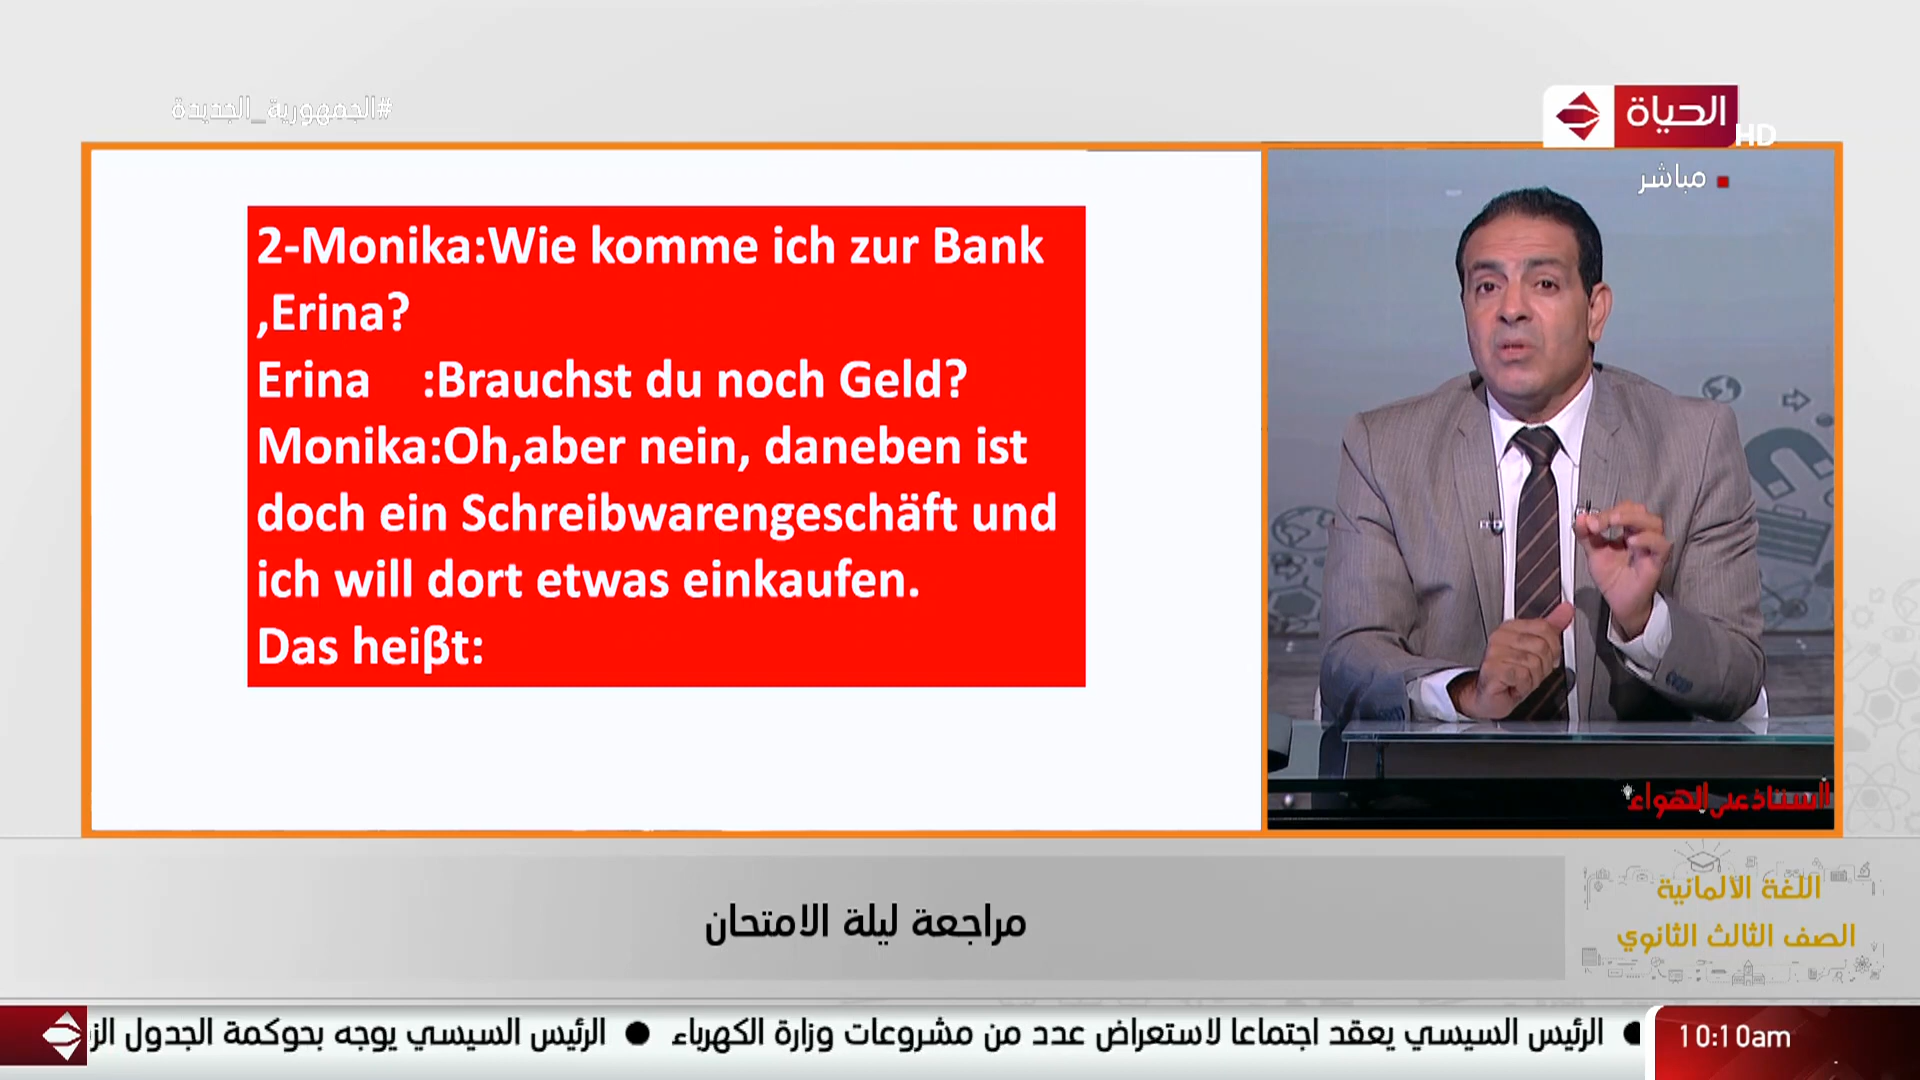 #الجمهورية_الجديدة
الحياة
HD
مباشر
2-Monika:Wie komme ich zur Bank
,Erina?
Erina :Brauchst du noch Geld?
Monika:Oh,aber nein, daneben ist
doch ein Schreibwarengeschäft und
ich will dort etwas einkaufen.
Das heiβt:
أستاذ على الهواء
مراجعة ليلة الامتحان
اللغة الالمانية
الصف الثالث الثانوي
الرئيس السيسي يعقد اجتماعا لاستعراض عدد من مشروعات وزارة الكهرباء ● الرئيس السيسي يوجه بحوكمة الجدول
10:10am